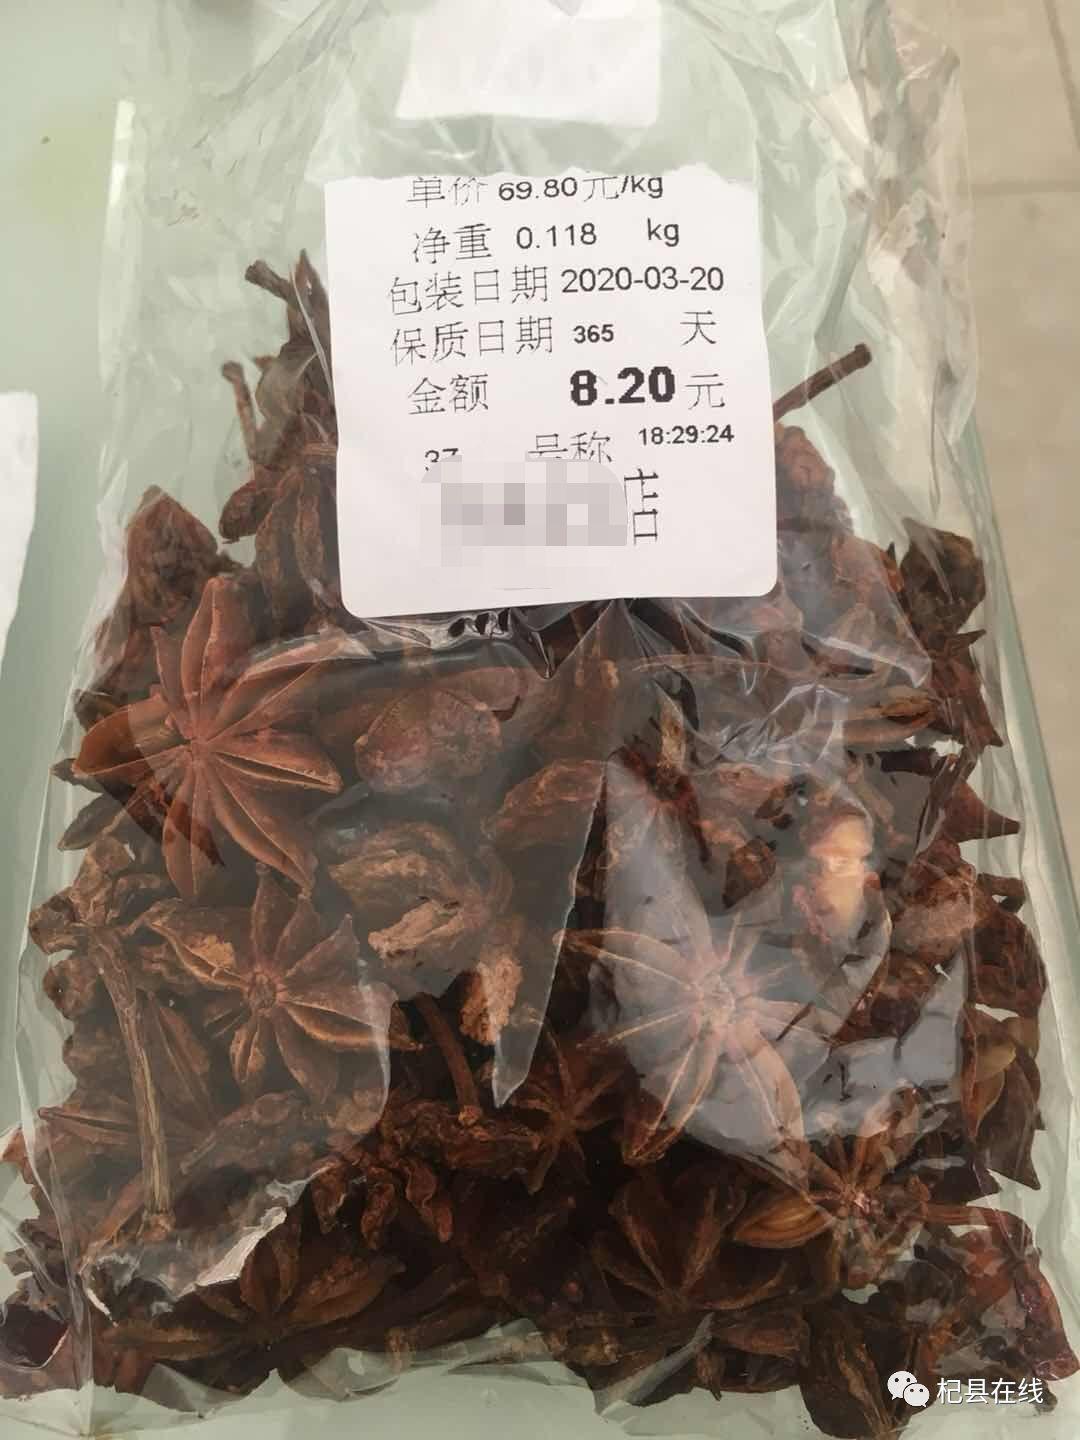 单价 69.80元/kg
净重 0.118 kg
包装日期 2020-03-20
保质日期 365 天
金额 8.20 元
37 号称 18:29:24
店
杞县在线